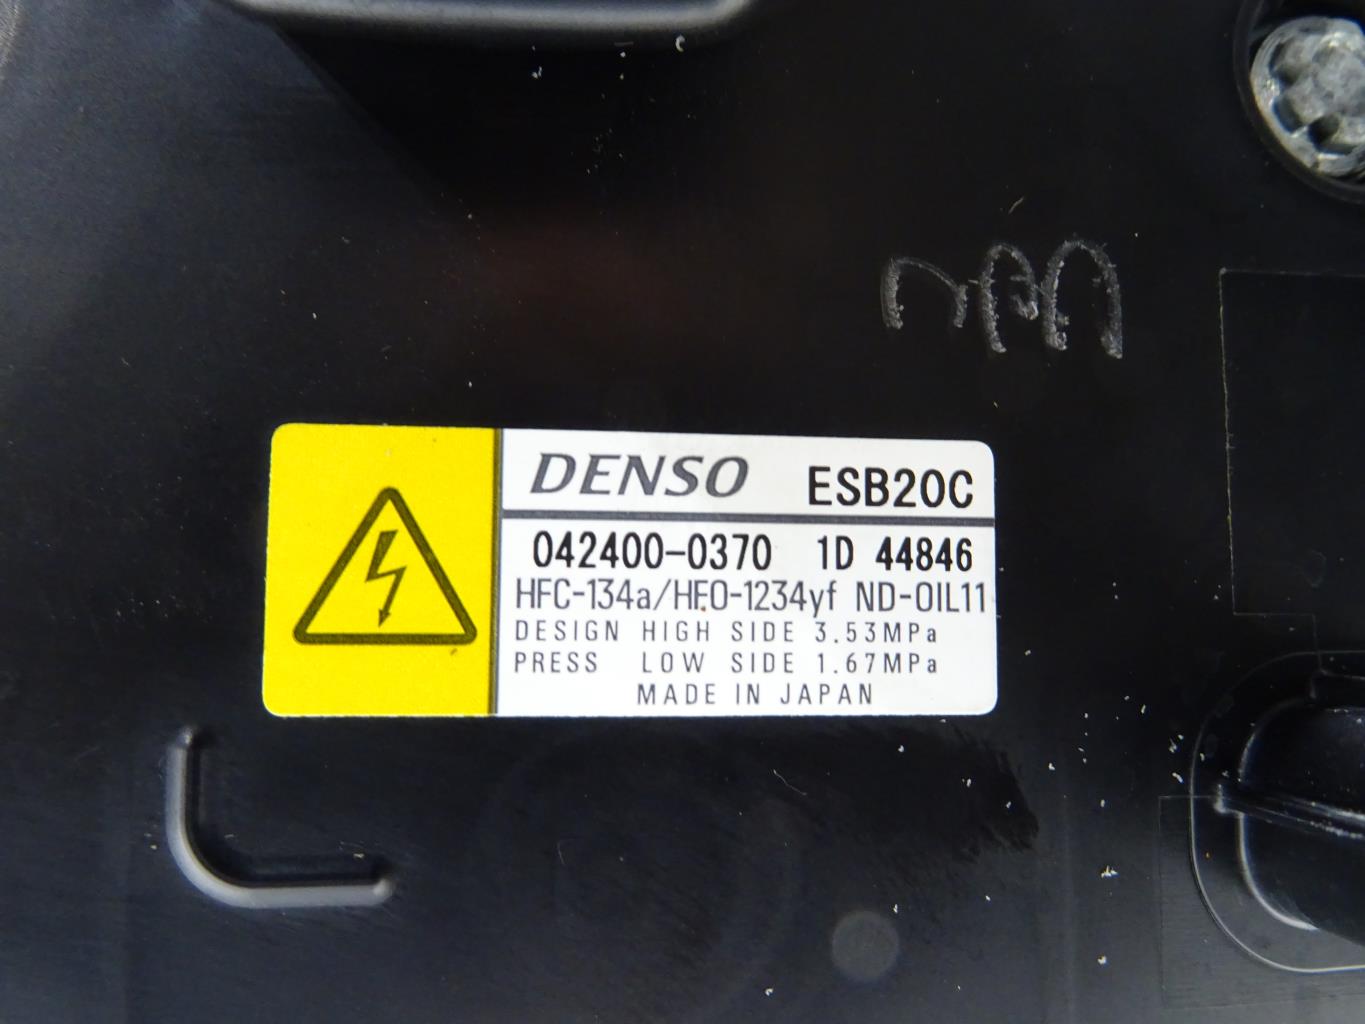 DENSO ESB20C
042400-0370 1D 44846
HFC-134a/HFO-1234yf ND-OIL11
DESIGN HIGH SIDE 3.53MPa
PRESS LOW SIDE 1.67MPa
MADE IN JAPAN